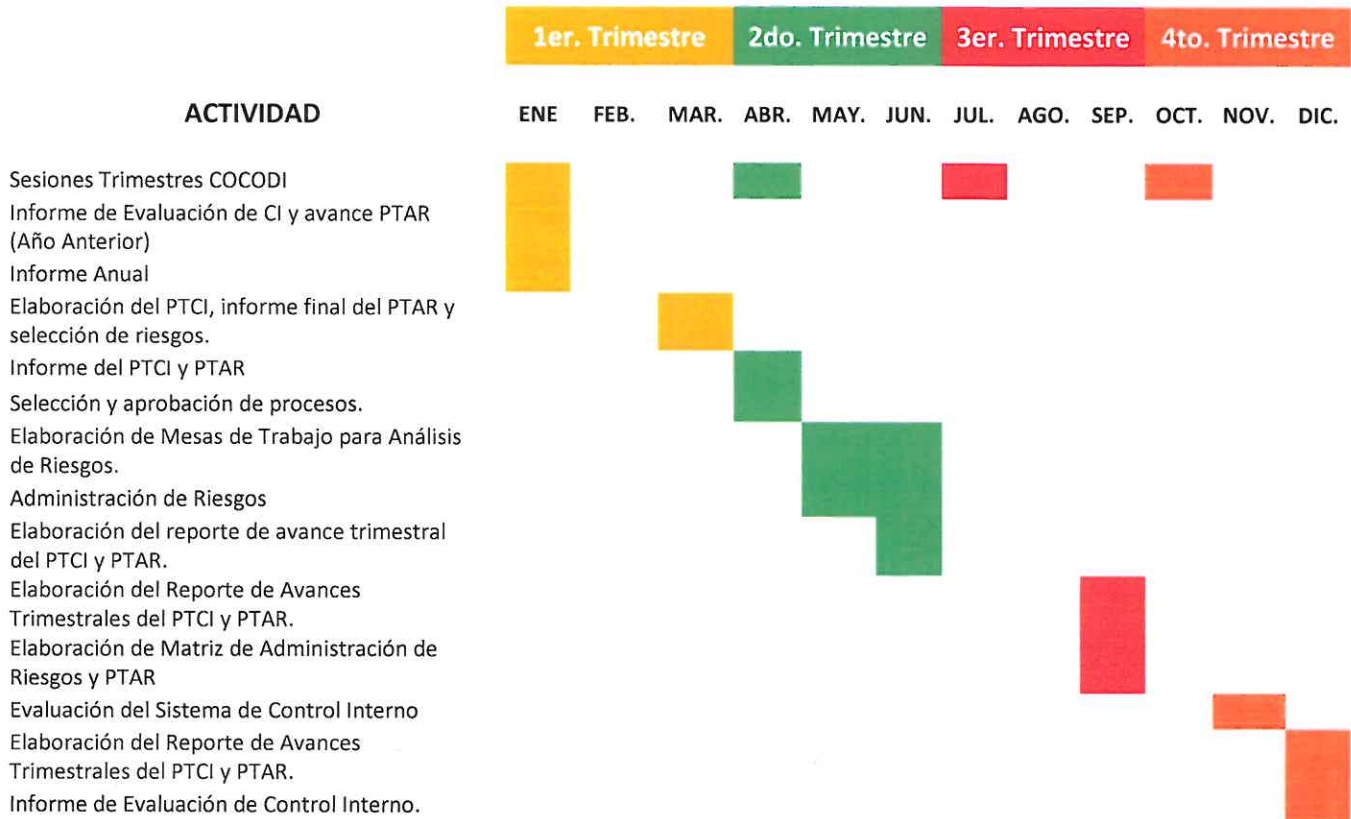 1er. Trimestre 2do. Trimestre 3er. Trimestre 4to. Trimestre
ACTIVIDAD ENE FEB. MAR. ABR. MAY. JUN. JUL. AGO. SEP. OCT. NOV. DIC.
Sesiones Trimestres COCODI
Informe de Evaluación de CI y avance PTAR
(Año Anterior)
Informe Anual
Elaboración del PTCI, informe final del PTAR y
selección de riesgos.
Informe del PTCI y PTAR
Selección y aprobación de procesos.
Elaboración de Mesas de Trabajo para Análisis
de Riesgos.
Administración de Riesgos
Elaboración del reporte de avance trimestral
del PTCI y PTAR.
Elaboración del Reporte de Avances
Trimestrales del PTCI y PTAR.
Elaboración de Matriz de Administración de
Riesgos y PTAR
Evaluación del Sistema de Control Interno
Elaboración del Reporte de Avances
Trimestrales del PTCI y PTAR.
Informe de Evaluación de Control Interno.